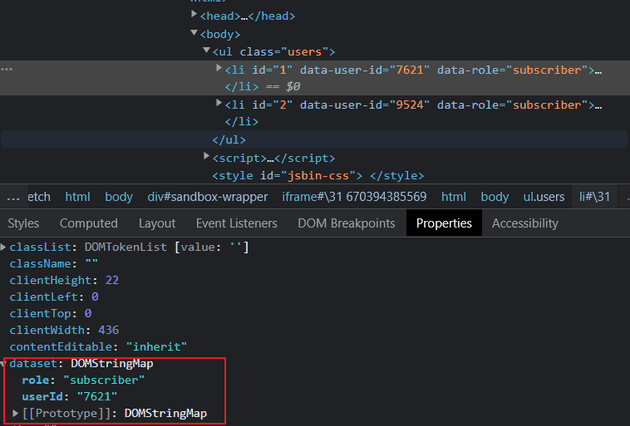 <head>…</head>
<body>
<ul class="users">
<li id="1" data-user-id="7621" data-role="subscriber">…
</li> == $0
<li id="2" data-user-id="9524" data-role="subscriber">…
</li>
</ul>
<script>…</script>
<style id="jsbin-css"> </style>
... etch html body div#sandbox-wrapper iframe#\31 670394385569 html body ul.users li#\31
Styles Computed Layout Event Listeners DOM Breakpoints Properties Accessibility
classList: DOMTokenList [value: '']
className: ""
clientHeight: 22
clientLeft: 0
clientTop: 0
clientWidth: 436
contentEditable: "inherit"
dataset: DOMStringMap
role: "subscriber"
userId: "7621"
[[Prototype]]: DOMStringMap